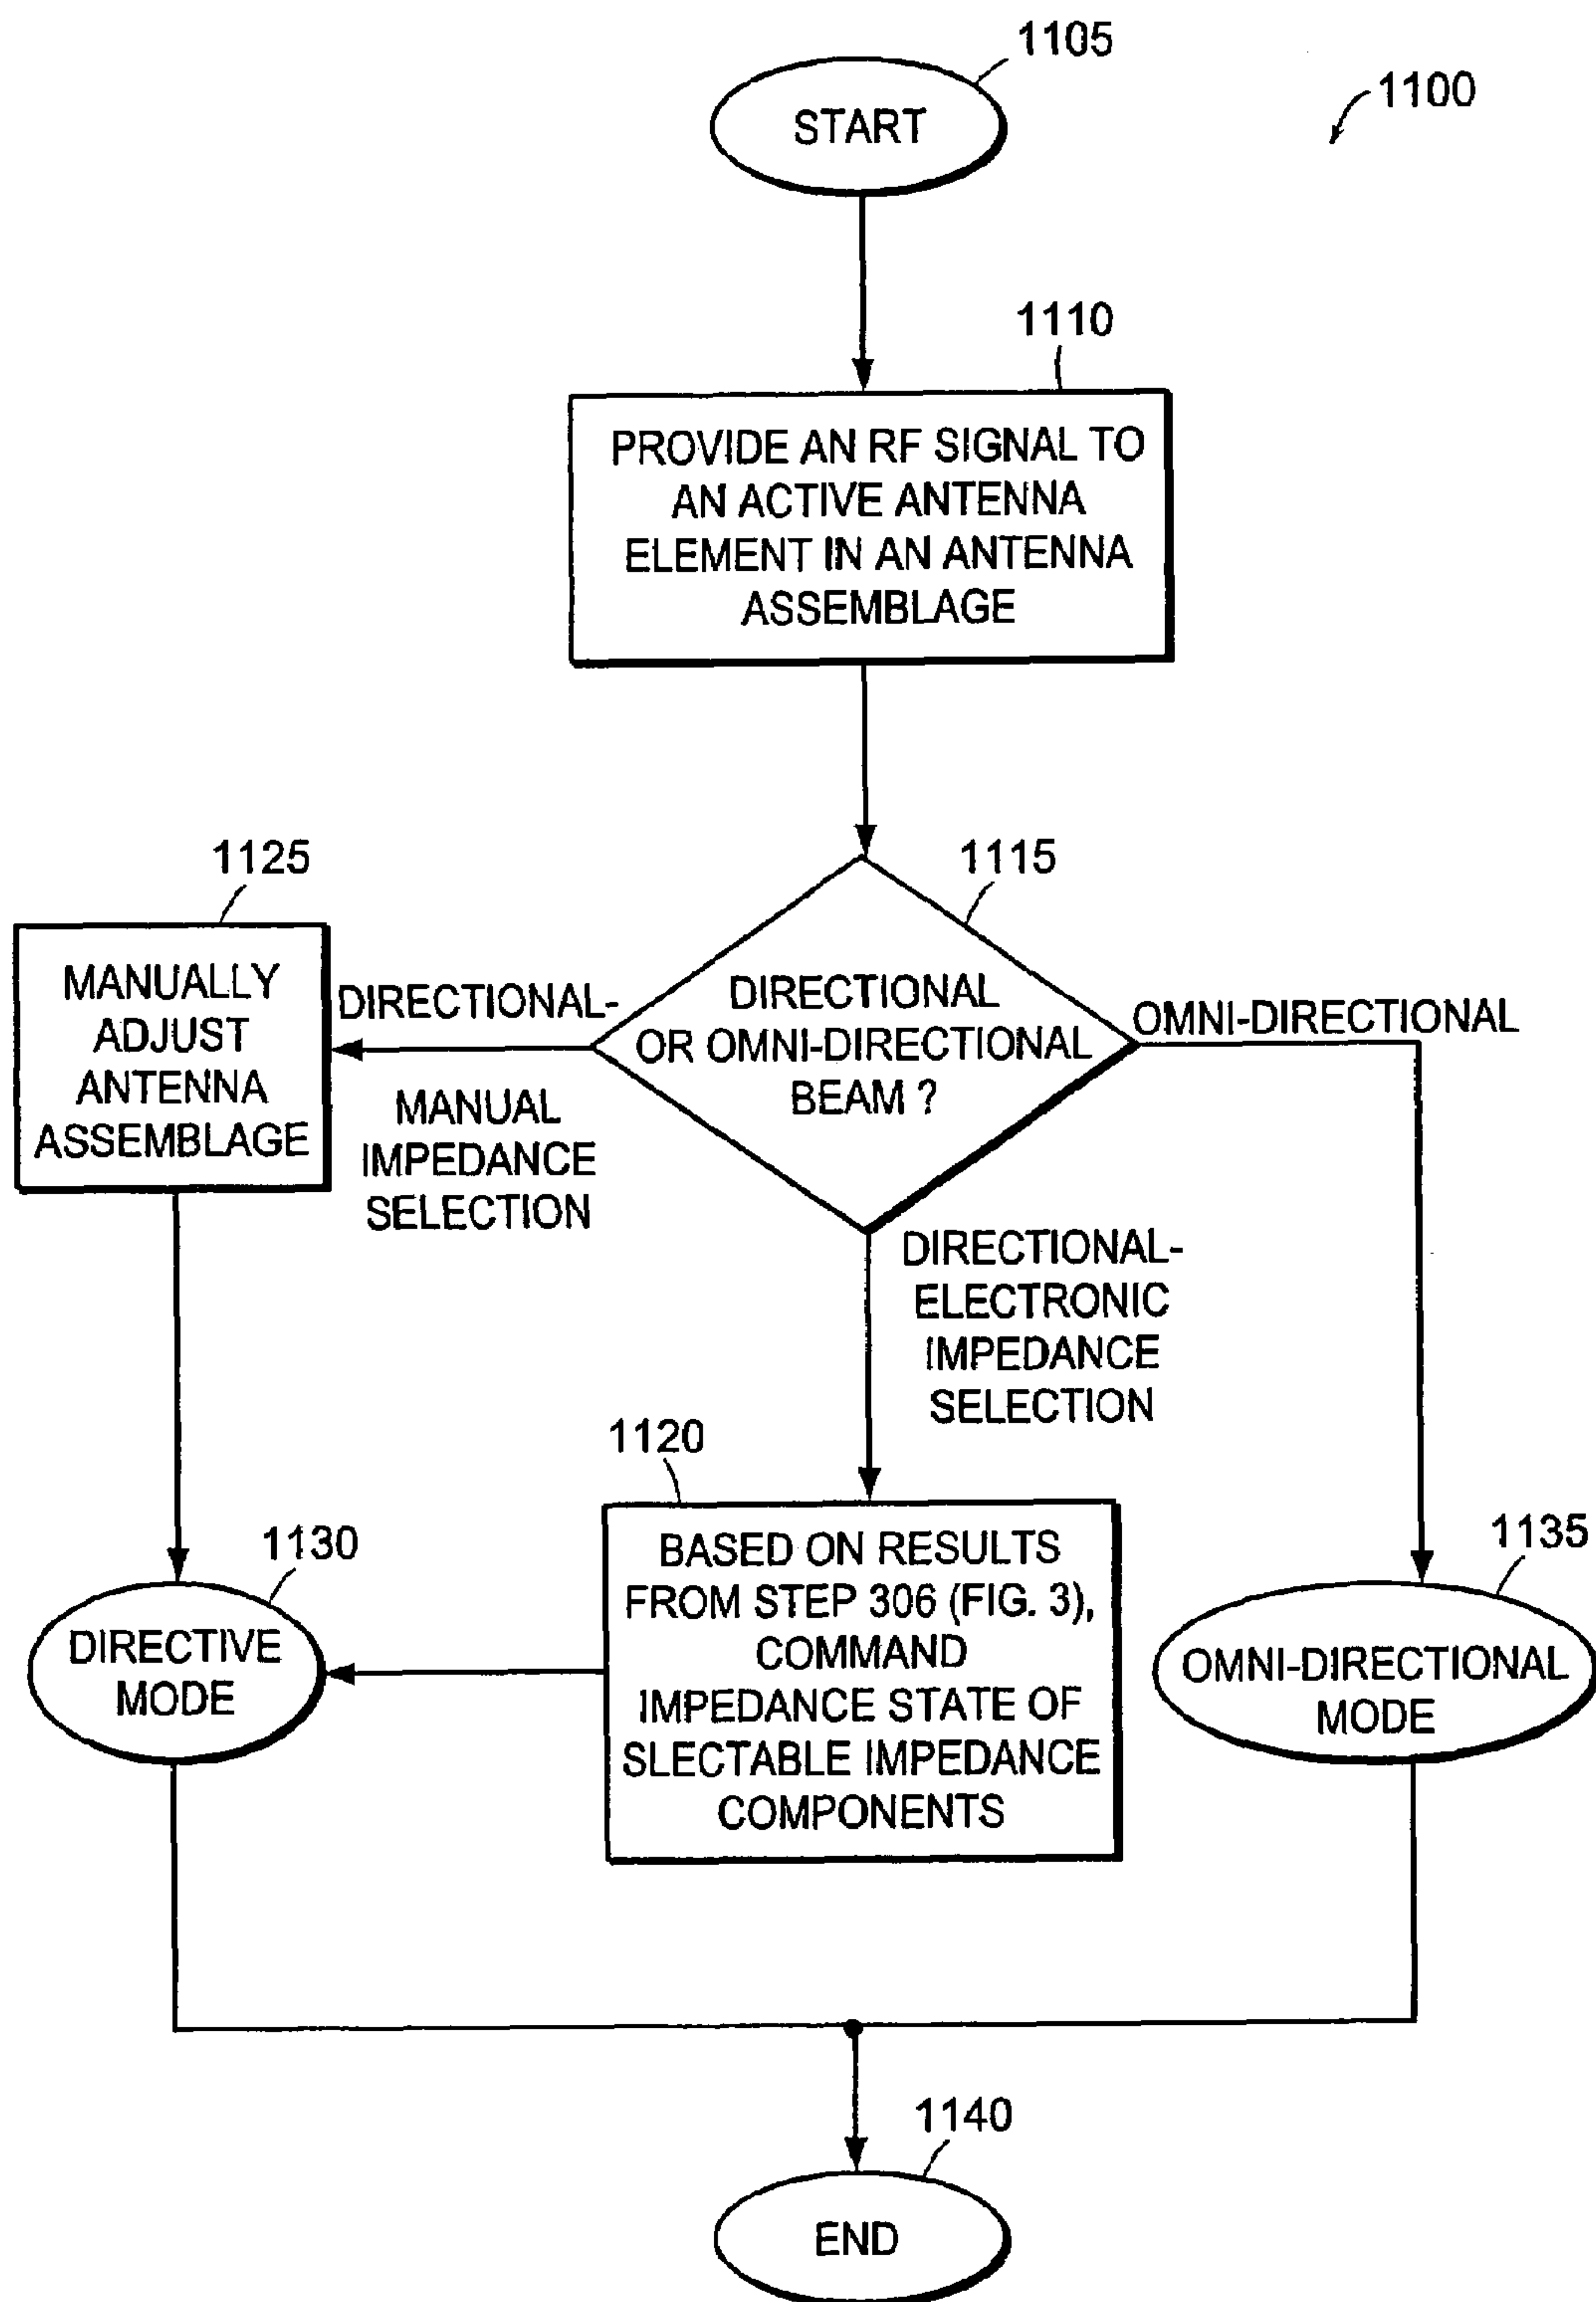 1105
1100
START
1110
PROVIDE AN RF SIGNAL TO
AN ACTIVE ANTENNA
ELEMENT IN AN ANTENNA
ASSEMBLAGE
1125
1115
MANUALLY
ADJUST
ANTENNA
ASSEMBLAGE
DIRECTIONAL-
MANUAL
IMPEDANCE
SELECTION
DIRECTIONAL
OR OMNI-DIRECTIONAL
BEAM ?
OMNI-DIRECTIONAL
DIRECTIONAL-
ELECTRONIC
IMPEDANCE
SELECTION
1120
1130
1135
BASED ON RESULTS
FROM STEP 306 (FIG. 3),
COMMAND
IMPEDANCE STATE OF
SLECTABLE IMPEDANCE
COMPONENTS
DIRECTIVE
MODE
OMNI-DIRECTIONAL
MODE
1140
END